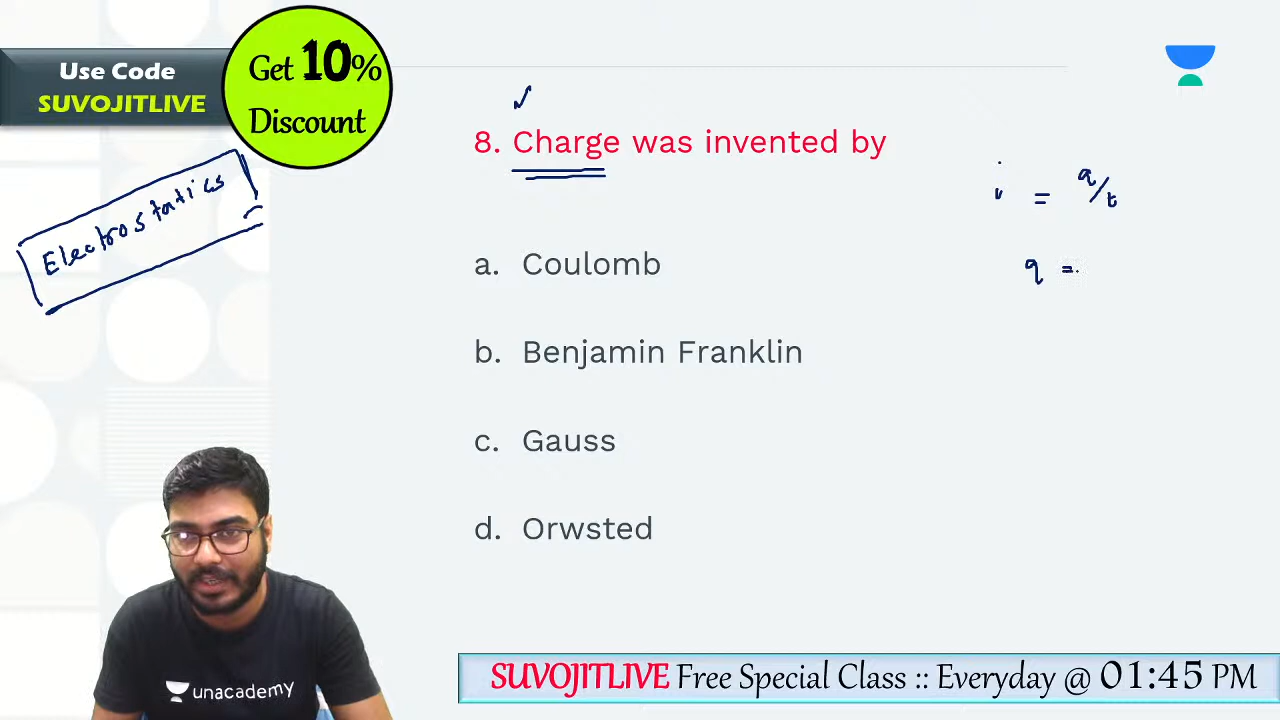 Use Code
SUVOJITLIVE
Get 10%
Discount
Electrostatics
8. Charge was invented by
i = q/t
q =
a. Coulomb
b. Benjamin Franklin
c. Gauss
d. Orwsted
unacademy
SUVOJITLIVE Free Special Class :: Everyday @ 01:45 PM